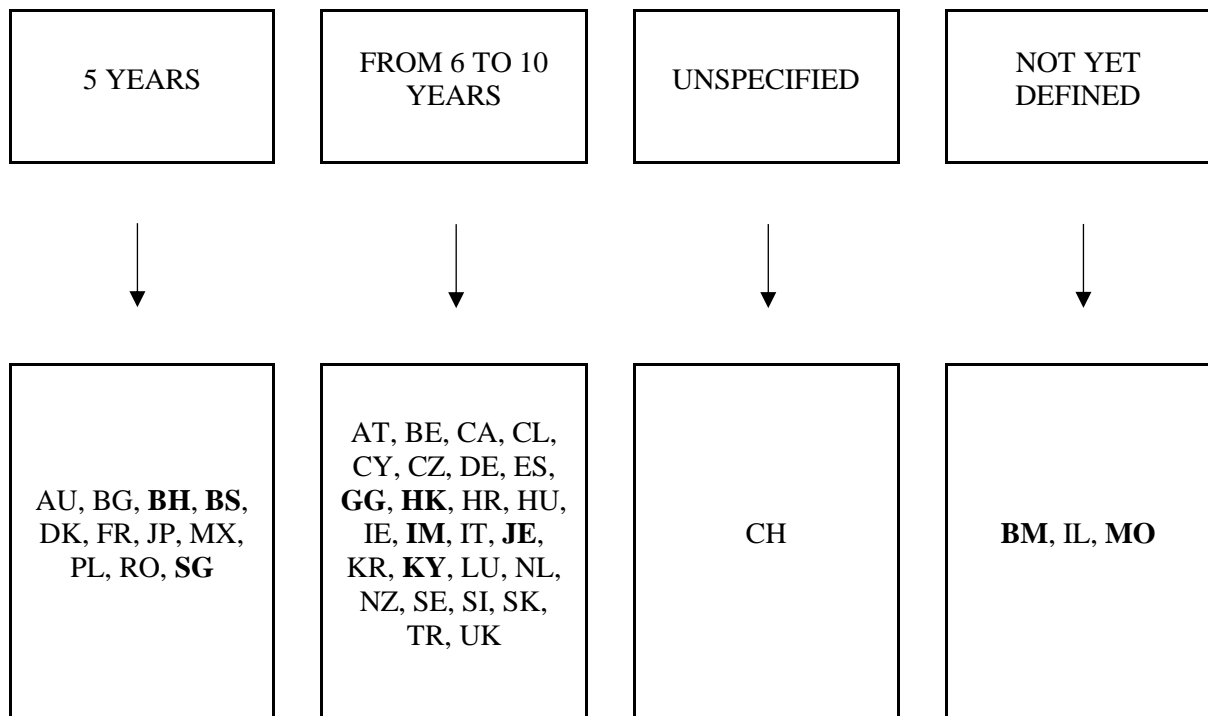 5 YEARS
FROM 6 TO 10
YEARS
UNSPECIFIED
NOT YET
DEFINED
AU, BG, BH, BS,
DK, FR, JP, MX,
PL, RO, SG
AT, BE, CA, CL,
CY, CZ, DE, ES,
GG, HK, HR, HU,
IE, IM, IT, JE,
KR, KY, LU, NL,
NZ, SE, SI, SK,
TR, UK
CH
BM, IL, MO